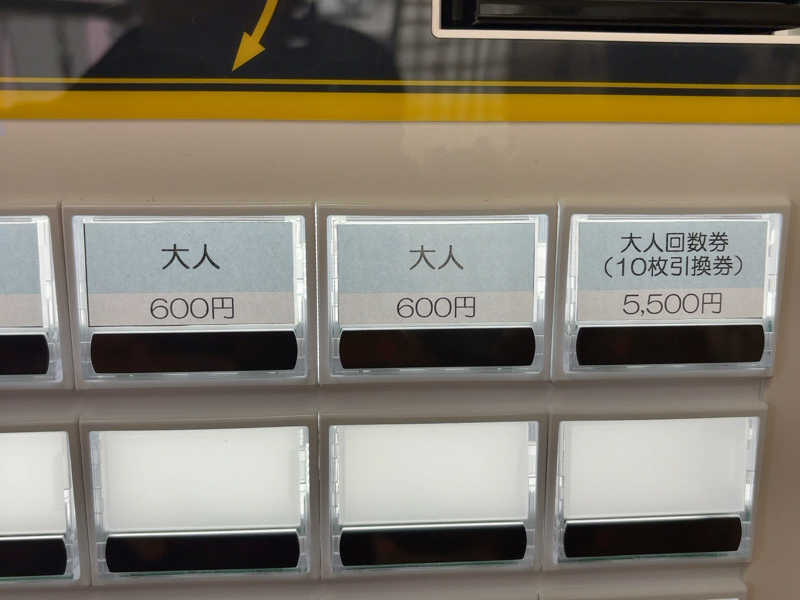 大人
600円
大人
600円
大人回数券
(10枚引換券)
5,500円